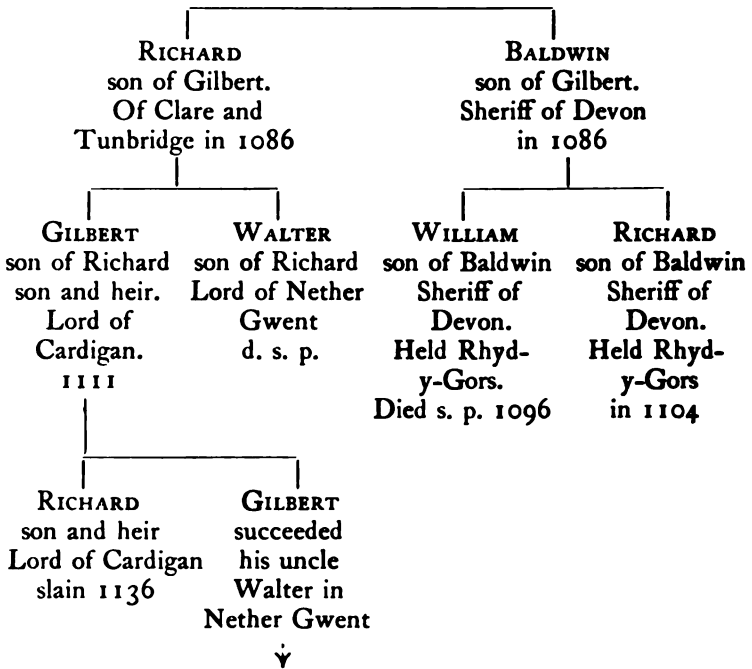 RICHARD
son of Gilbert.
Of Clare and
Tunbridge in 1086
BALDWIN
son of Gilbert.
Sheriff of Devon
in 1086
GILBERT
son of Richard
son and heir.
Lord of
Cardigan.
1111
WALTER
son of Richard
Lord of Nether
Gwent
d. s. p.
WILLIAM
son of Baldwin
Sheriff of
Devon.
Held Rhyd-
y-Gors.
Died s. p. 1096
RICHARD
son of Baldwin
Sheriff of
Devon.
Held Rhyd-
y-Gors
in 1104
RICHARD
son and heir
Lord of Cardigan
slain 1136
GILBERT
succeeded
his uncle
Walter in
Nether Gwent